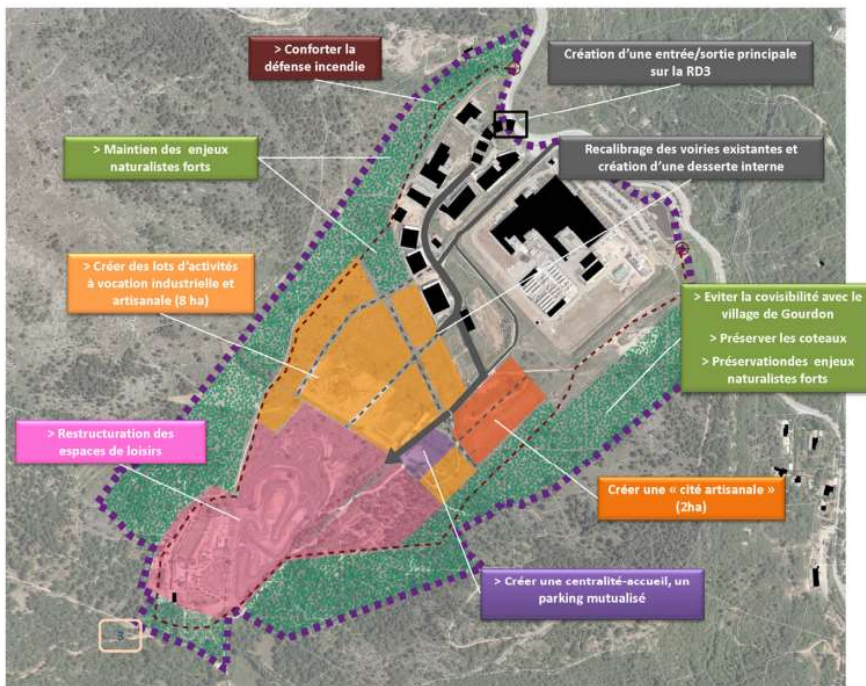 > Conforter la
défense incendie
Création d'une entrée/sortie principale
sur la RD3
> Maintien des enjeux
naturalistes forts
Recalibrage des voiries existantes et
création d'une desserte interne
> Créer des lots d'activités
à vocation industrielle et
artisanale (8 ha)
> Eviter la covisibilité avec le
village de Gourdon
> Préserver les coteaux
> Préservationdes enjeux
naturalistes forts
> Restructuration des
espaces de loisirs
Créer une « cité artisanale »
(2ha)
> Créer une centralité-accueil, un
parking mutualisé
3